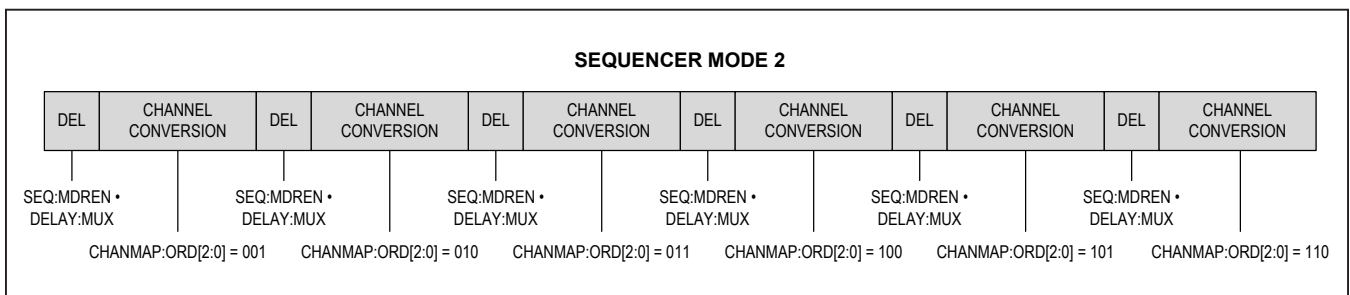 SEQUENCER MODE 2
DEL
CHANNEL
CONVERSION
DEL
CHANNEL
CONVERSION
DEL
CHANNEL
CONVERSION
DEL
CHANNEL
CONVERSION
DEL
CHANNEL
CONVERSION
DEL
CHANNEL
CONVERSION
SEQ:MDREN •
DELAY:MUX
SEQ:MDREN •
DELAY:MUX
SEQ:MDREN •
DELAY:MUX
SEQ:MDREN •
DELAY:MUX
SEQ:MDREN •
DELAY:MUX
SEQ:MDREN •
DELAY:MUX
CHANMAP:ORD[2:0] = 001
CHANMAP:ORD[2:0] = 010
CHANMAP:ORD[2:0] = 011
CHANMAP:ORD[2:0] = 100
CHANMAP:ORD[2:0] = 101
CHANMAP:ORD[2:0] = 110